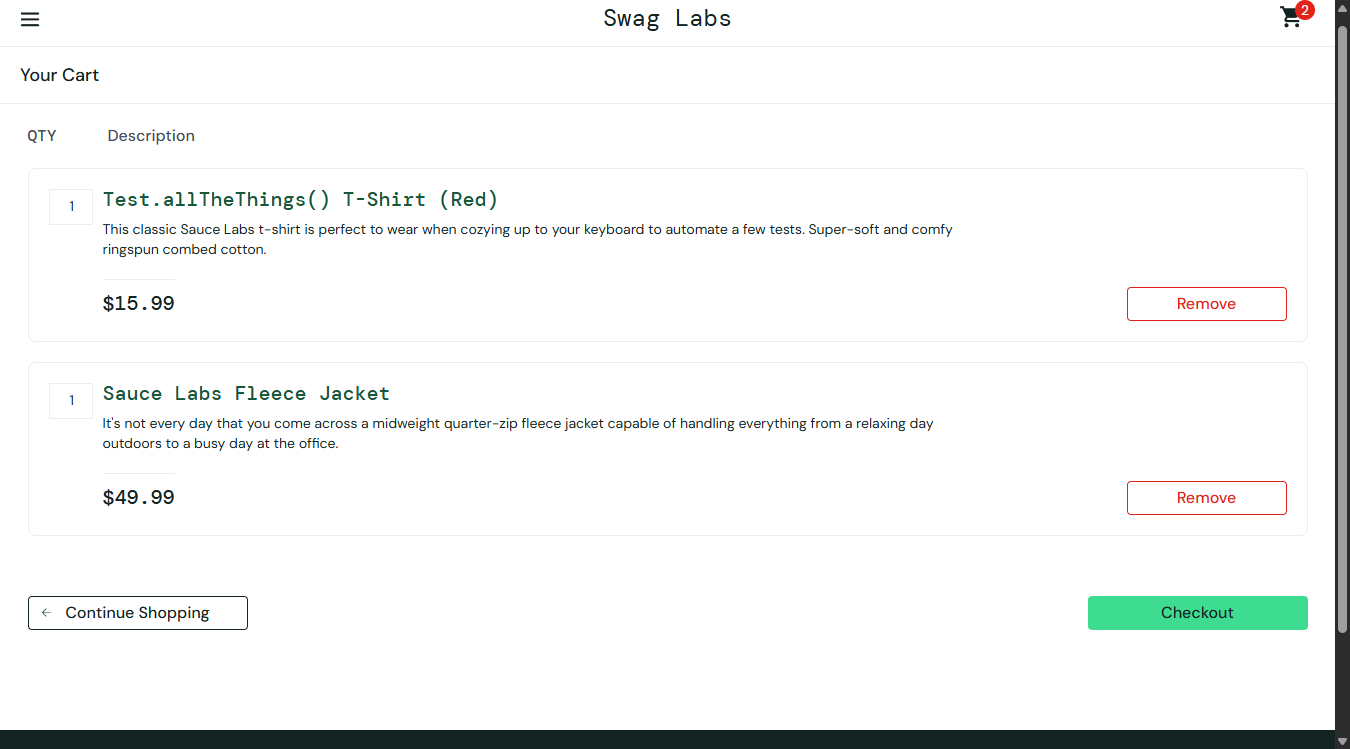 Swag Labs
2
Your Cart
QTY Description
1
Test.allTheThings() T-Shirt (Red)
This classic Sauce Labs t-shirt is perfect to wear when cozying up to your keyboard to automate a few tests. Super-soft and comfy
ringspun combed cotton.
$15.99
Remove
1
Sauce Labs Fleece Jacket
It's not every day that you come across a midweight quarter-zip fleece jacket capable of handling everything from a relaxing day
outdoors to a busy day at the office.
$49.99
Remove
Continue Shopping
Checkout